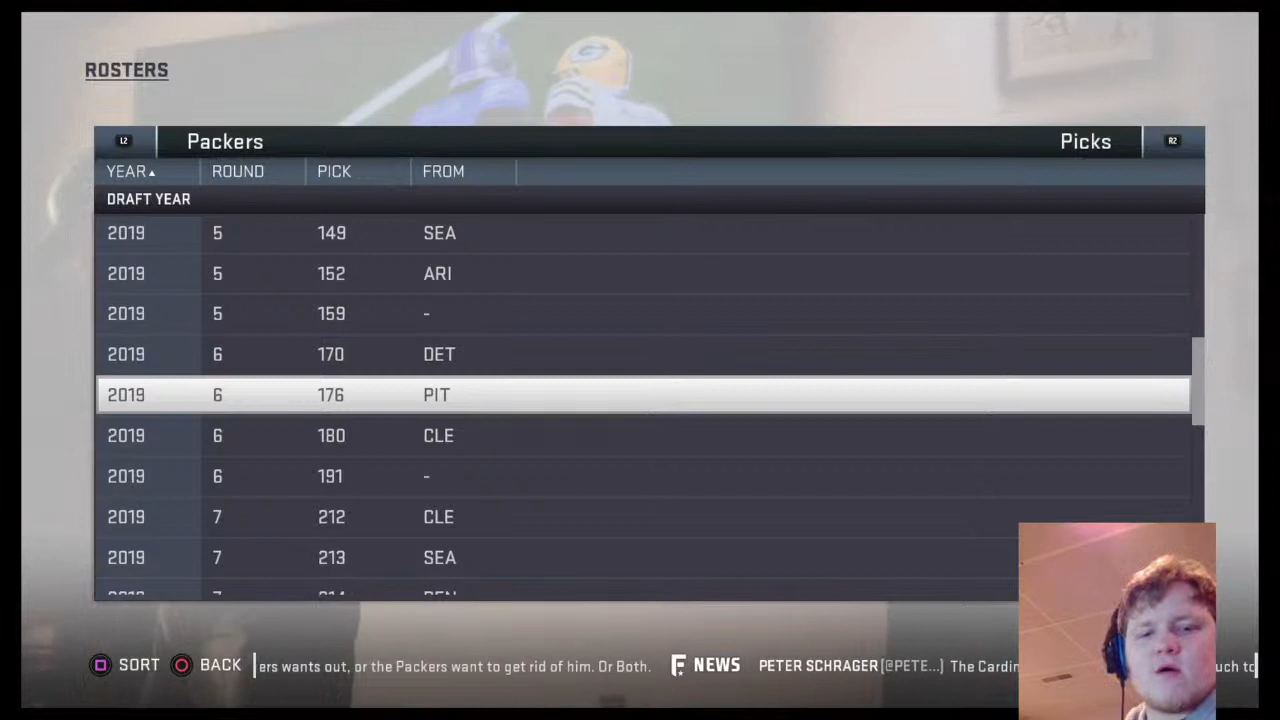 ROSTERS
L2 Packers Picks R2
YEAR ROUND PICK FROM
DRAFT YEAR
2019 5 149 SEA
2019 5 152 ARI
2019 5 159 -
2019 6 170 DET
2019 6 176 PIT
2019 6 180 CLE
2019 6 191 -
2019 7 212 CLE
2019 7 213 SEA
SORT BACK ers wants out, or the Packers want to get rid of him. Or Both. NEWS PETER SCHRAGER [@PETE...] The Cardin